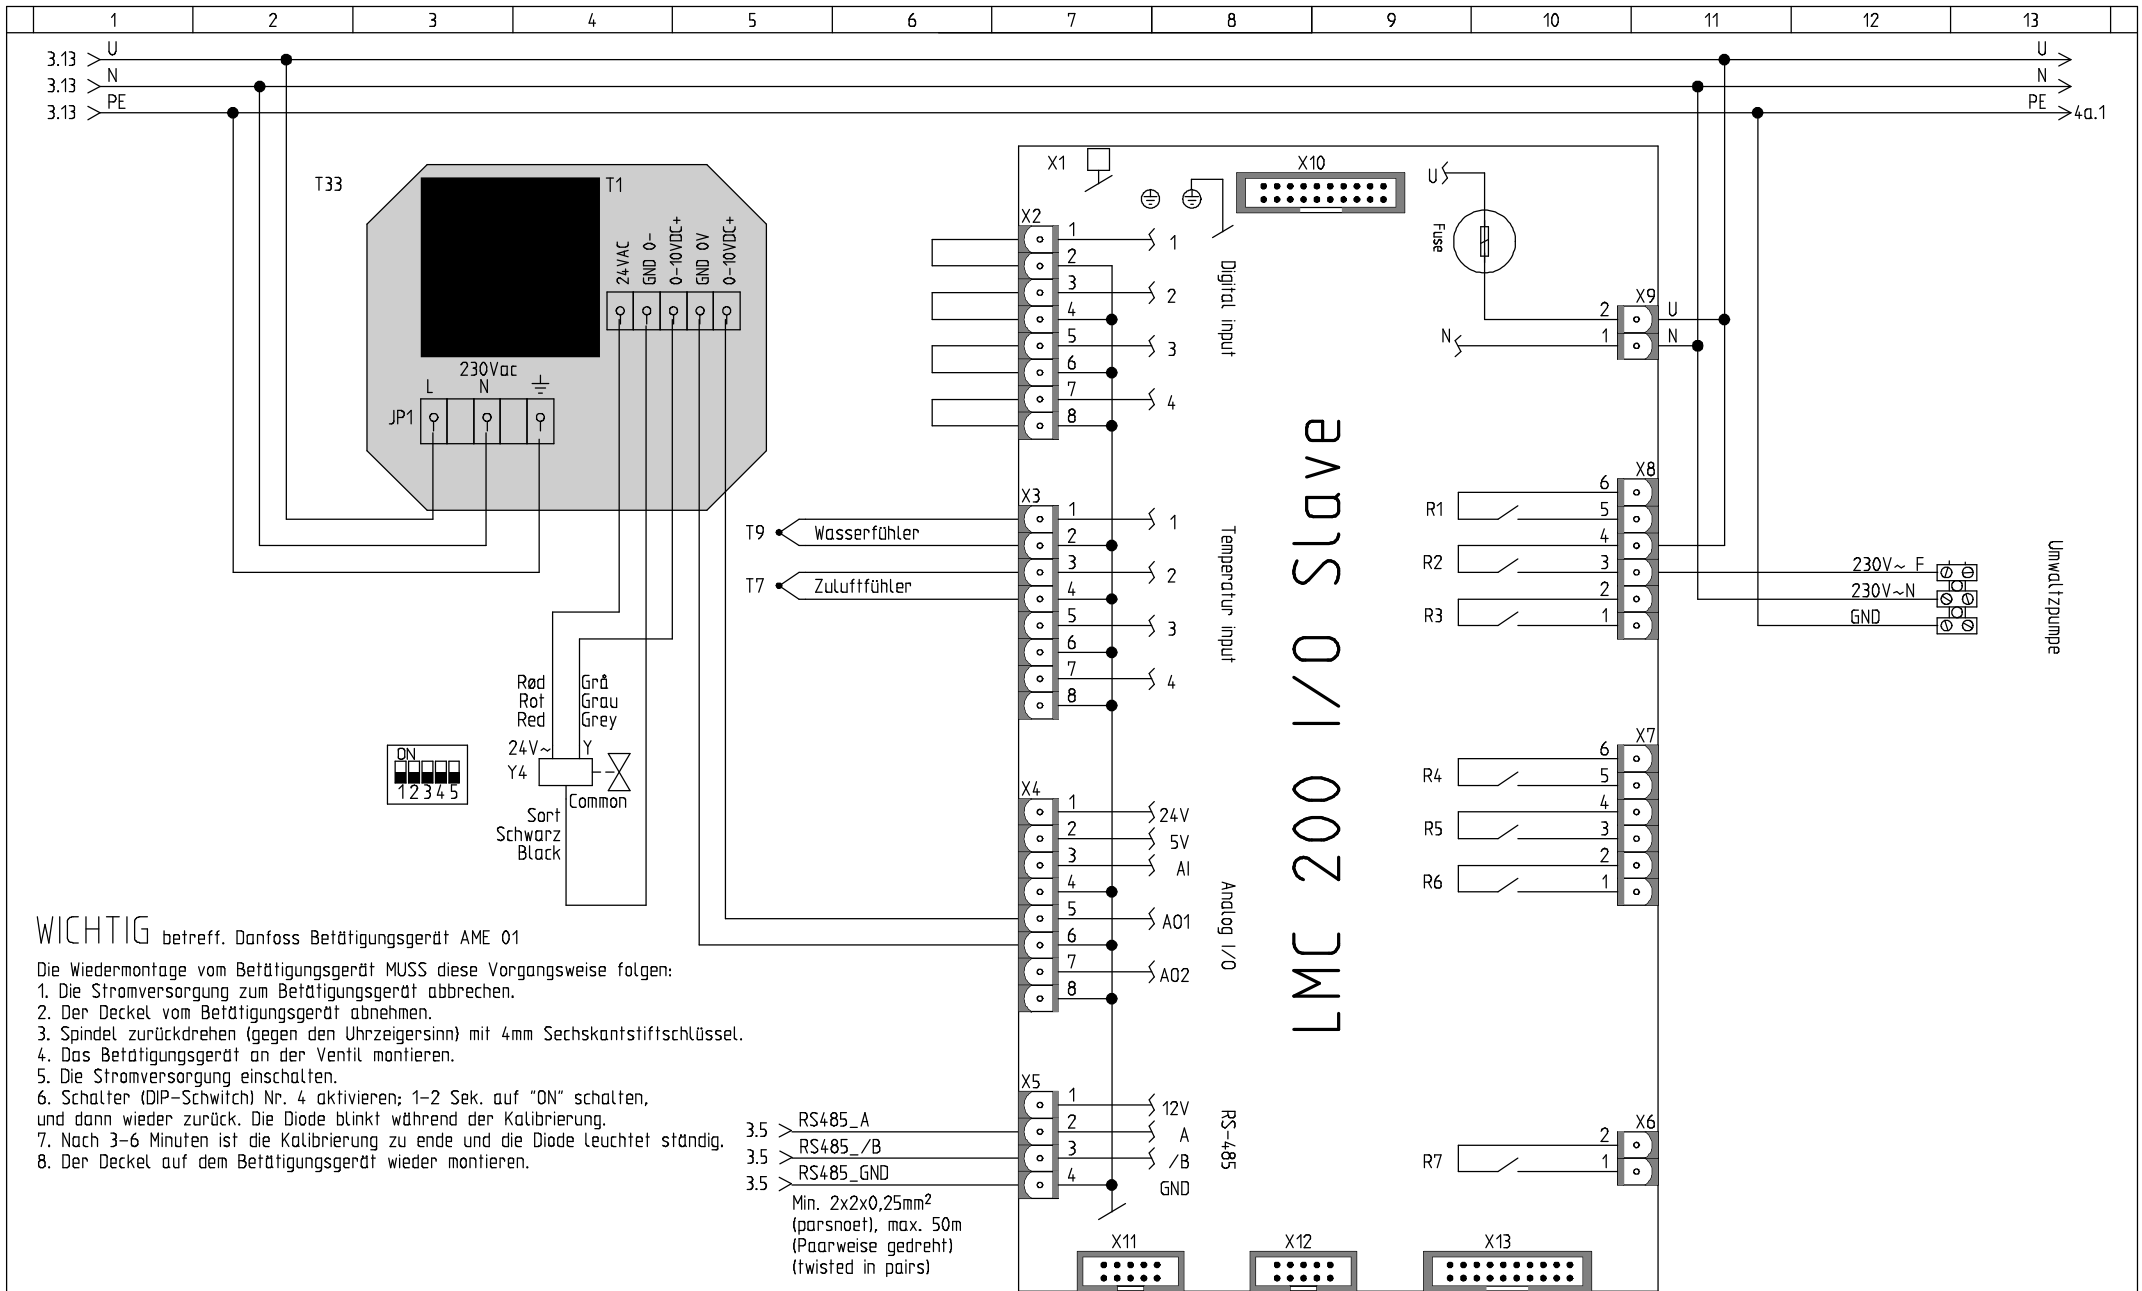 1 2 3 4 5 6 7 8 9 10 11 12 13
3.13 U U
3.13 N N
3.13 PE PE 4a.1
T33
T1
24VAC
GND 0-
0-10VDC+
GND 0V
0-10VDC+
230Vac
L N
JP1
X1
X10
X2
1 1
2
3 2
4
5 3
6
7 4
8
Digital input
U
Fuse
X9
2 U
N 1 N
X3
T9 Wasserfühler
T7 Zuluftfühler
1 1
2
3 2
4
5 3
6
7 4
8
Temperatur input
LMC 200 I/O Slave
X8
R1 6
5
R2 4
3
R3 2
1
230V~ F
230V~N
GND
Umwaltzpumpe
Rød Grå
Rot Grau
Red Grey
24V~ Y
Y4
Common
Sort
Schwarz
Black
ON
1 2 3 4 5
X4
1 24V
2 5V
3 AI
4
5 AO1
6
7 AO2
8
Analog I/O
X7
R4 6
5
R5 4
3
R6 2
1
WICHTIG betreff. Danfoss Betätigungsgerät AME 01
Die Wiedermontage vom Betätigungsgerät MUSS diese Vorgangsweise folgen:
1. Die Stromversorgung zum Betätigungsgerät abbrechen.
2. Der Deckel vom Betätigungsgerät abnehmen.
3. Spindel zurückdrehen (gegen den Uhrzeigersinn) mit 4mm Sechskantstiftschlüssel.
4. Das Betätigungsgerät an der Ventil montieren.
5. Die Stromversorgung einschalten.
6. Schalter (DIP-Schwitch) Nr. 4 aktivieren; 1-2 Sek. auf "ON" schalten,
und dann wieder zurück. Die Diode blinkt während der Kalibrierung.
7. Nach 3-6 Minuten ist die Kalibrierung zu ende und die Diode leuchtet ständig.
8. Der Deckel auf dem Betätigungsgerät wieder montieren.
X5
1 12V
3.5 RS485_A 2 A
3.5 RS485_/B 3 /B
3.5 RS485_GND 4 GND
RS-485
Min. 2x2x0,25mm²
(parsnoet), max. 50m
(Paarweise gedreht)
(twisted in pairs)
X6
R7 2
1
X11
X12
X13